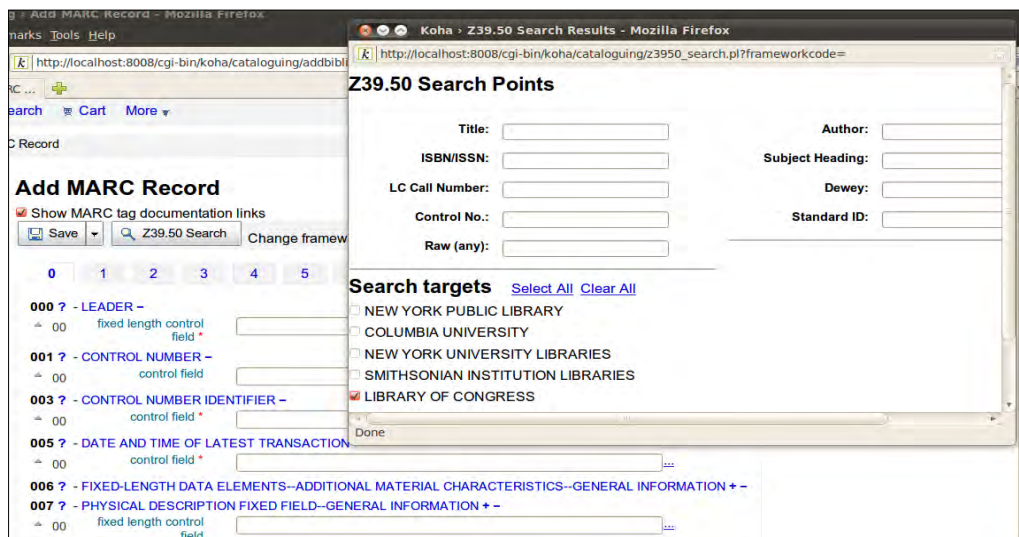 g › Add MARC Record - Mozilla Firefox
marks Tools Help
http://localhost:8008/cgi-bin/koha/cataloguing/addbibli
RC ...
earch Cart More
C Record
Add MARC Record
Show MARC tag documentation links
Save Z39.50 Search Change framew
0 1 2 3 4 5
000 ? - LEADER –
00 fixed length control
field *
001 ? - CONTROL NUMBER –
00 control field
003 ? - CONTROL NUMBER IDENTIFIER –
00 control field *
005 ? - DATE AND TIME OF LATEST TRANSACTION
00 control field *
...
006 ? - FIXED-LENGTH DATA ELEMENTS--ADDITIONAL MATERIAL CHARACTERISTICS--GENERAL INFORMATION + –
007 ? - PHYSICAL DESCRIPTION FIXED FIELD--GENERAL INFORMATION + –
00 fixed length control
field
...
Koha › Z39.50 Search Results - Mozilla Firefox
http://localhost:8008/cgi-bin/koha/cataloguing/z3950_search.pl?frameworkcode=
Z39.50 Search Points
Title: Author:
ISBN/ISSN: Subject Heading:
LC Call Number: Dewey:
Control No.: Standard ID:
Raw (any):
Search targets Select All Clear All
NEW YORK PUBLIC LIBRARY
COLUMBIA UNIVERSITY
NEW YORK UNIVERSITY LIBRARIES
SMITHSONIAN INSTITUTION LIBRARIES
LIBRARY OF CONGRESS
Done